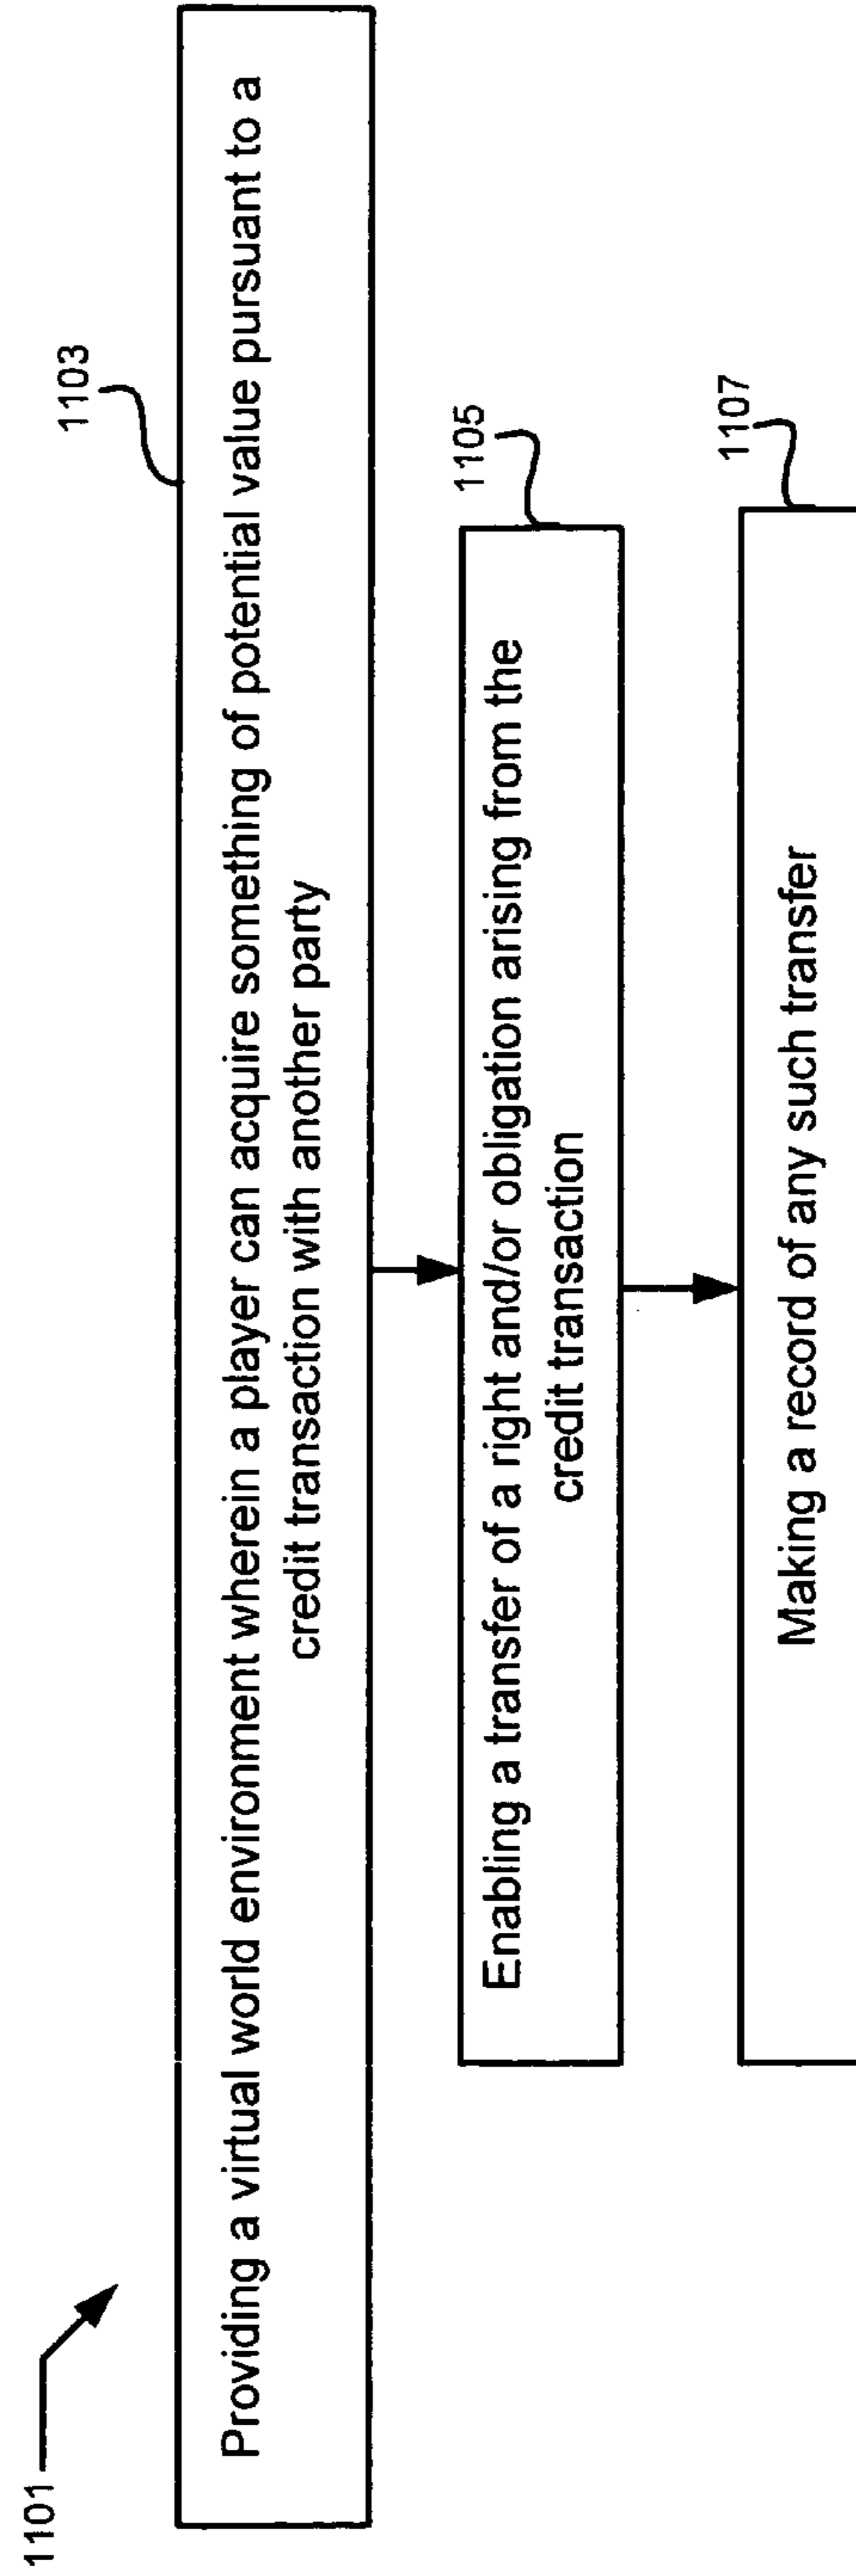 1101
1103
Providing a virtual world environment wherein a player can acquire something of potential value pursuant to a
credit transaction with another party
1105
Enabling a transfer of a right and/or obligation arising from the
credit transaction
1107
Making a record of any such transfer